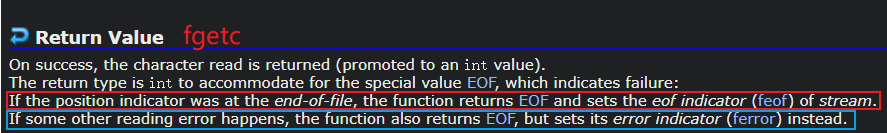 Return Value fgetc
On success, the character read is returned (promoted to an int value).
The return type is int to accommodate for the special value EOF, which indicates failure:
If the position indicator was at the end-of-file, the function returns EOF and sets the eof indicator (feof) of stream.
If some other reading error happens, the function also returns EOF, but sets its error indicator (ferror) instead.